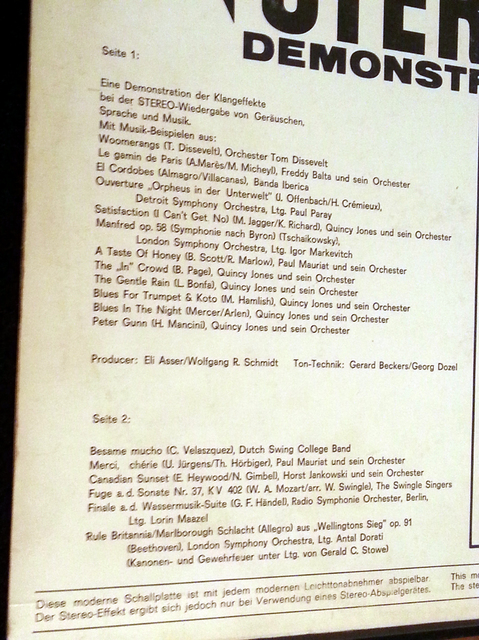 STER
DEMONSTR
Seite 1:
Eine Demonstration der Klangeffekte
bei der STEREO-Wiedergabe von Geräuschen,
Sprache und Musik.
Mit Musik-Beispielen aus:
Woomerangs (T. Dissevelt), Orchester Tom Dissevelt
Le gamin de Paris (A.Marès/M. Micheyl), Freddy Balta und sein Orchester
El Cordobes (Almagro/Villacanas), Banda Iberica
Ouverture „Orpheus in der Unterwelt" (J. Offenbach/H. Crémieux),
Detroit Symphony Orchestra, Ltg. Paul Paray
Satisfaction (I Can't Get No) (M. Jagger/K. Richard), Quincy Jones und sein Orchester
Manfred op. 58 (Symphonie nach Byron) (Tschaikowsky),
London Symphony Orchestra, Ltg. Igor Markevitch
A Taste Of Honey (B. Scott/R. Marlow), Paul Mauriat und sein Orchester
The „In" Crowd (B. Page), Quincy Jones und sein Orchester
The Gentle Rain (L. Bonfa), Quincy Jones und sein Orchester
Blues For Trumpet & Koto (M. Hamlish), Quincy Jones und sein Orchester
Blues In The Night (Mercer/Arlen), Quincy Jones und sein Orchester
Peter Gunn (H. Mancini), Quincy Jones und sein Orchester
Producer: Eli Asser/Wolfgang R. Schmidt Ton-Technik: Gerard Beckers/Georg Dozel
Seite 2:
Besame mucho (C. Velaszquez), Dutch Swing College Band
Merci, chérie (U. Jürgens/Th. Hörbiger), Paul Mauriat und sein Orchester
Canadian Sunset (E. Heywood/N. Gimbel), Horst Jankowski und sein Orchester
Fuge a. d. Sonate Nr. 37, KV 402 (W. A. Mozart/arr. W. Swingle), The Swingle Singers
Finale a. d. Wassermusik-Suite (G. F. Händel), Radio Symphonie Orchester, Berlin,
Ltg. Lorin Maazel
Rule Britannia/Marlborough Schlacht (Allegro) aus „Wellingtons Sieg" op. 91
(Beethoven), London Symphony Orchestra, Ltg. Antal Dorati
(Kanonen- und Gewehrfeuer unter Ltg. von Gerald C. Stowe)
Diese moderne Schallplatte ist mit jedem modernen Leichttonabnehmer abspielbar. This m
Der Stereo-Effekt ergibt sich jedoch nur bei Verwendung eines Stereo-Abspielgerätes. The ste